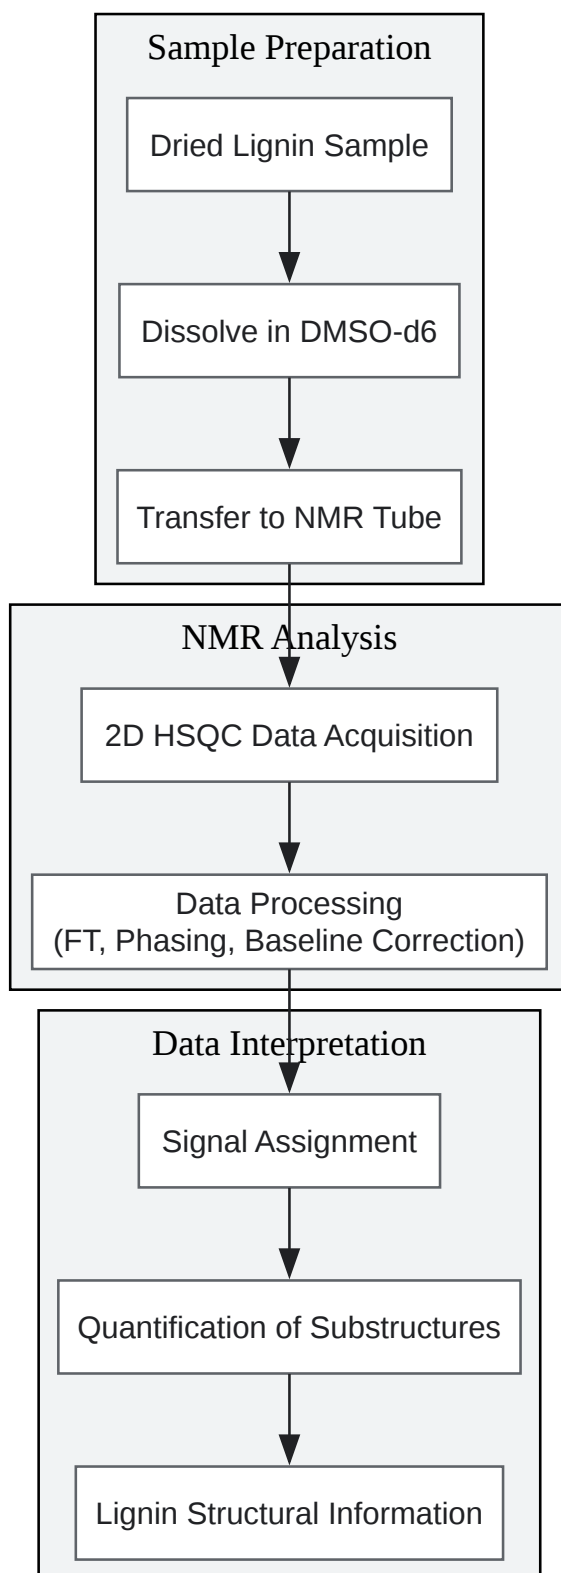 Sample Preparation
Dried Lignin Sample
Dissolve in DMSO-d6
Transfer to NMR Tube
NMR Analysis
2D HSQC Data Acquisition
Data Processing
(FT, Phasing, Baseline Correction)
Data Interpretation
Signal Assignment
Quantification of Substructures
Lignin Structural Information